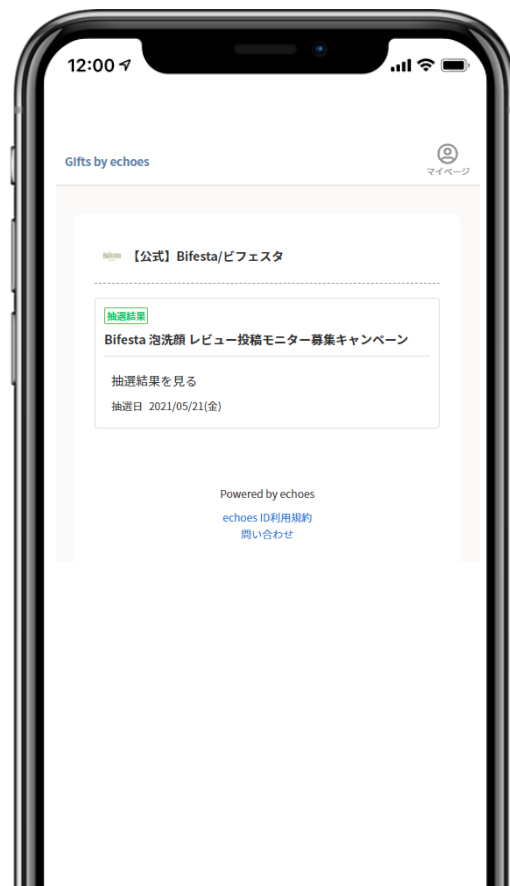 12:00
GIfts by echoes
マイページ
【公式】Bifesta/ビフェスタ
抽選結果
Bifesta 泡洗顔 レビュー投稿モニター募集キャンペーン
抽選結果を見る
抽選日 2021/05/21(金)
Powered by echoes
echoes ID利用規約
問い合わせ